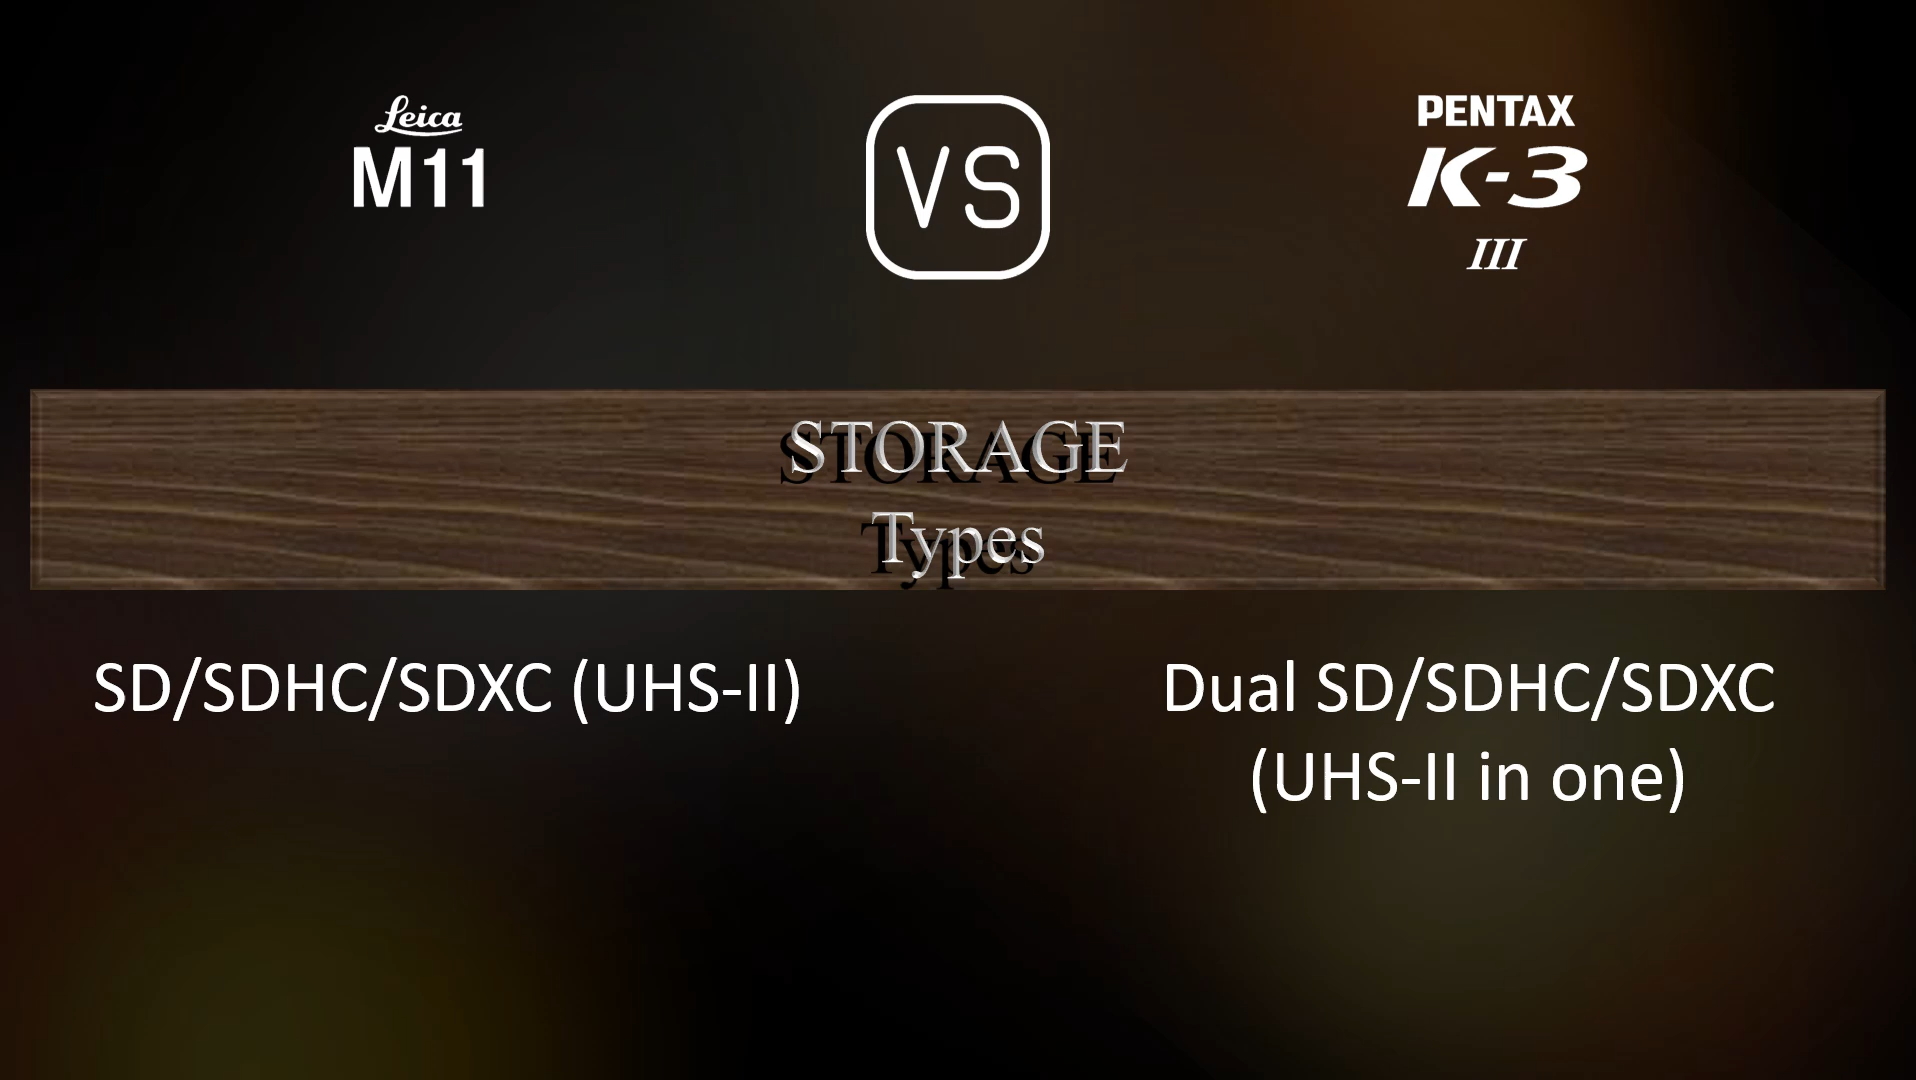 Leica
M11
VS
PENTAX
K-3
III
STORAGE
Types
SD/SDHC/SDXC (UHS-II)
Dual SD/SDHC/SDXC
(UHS-II in one)